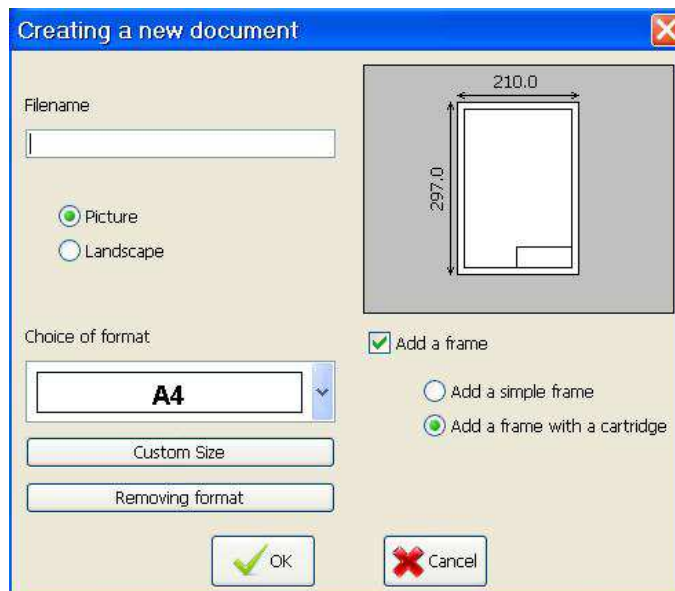 Creating a new document
Filename
210.0
297.0
Picture
Landscape
Choice of format
A4
Custom Size
Removing format
Add a frame
Add a simple frame
Add a frame with a cartridge
OK
Cancel